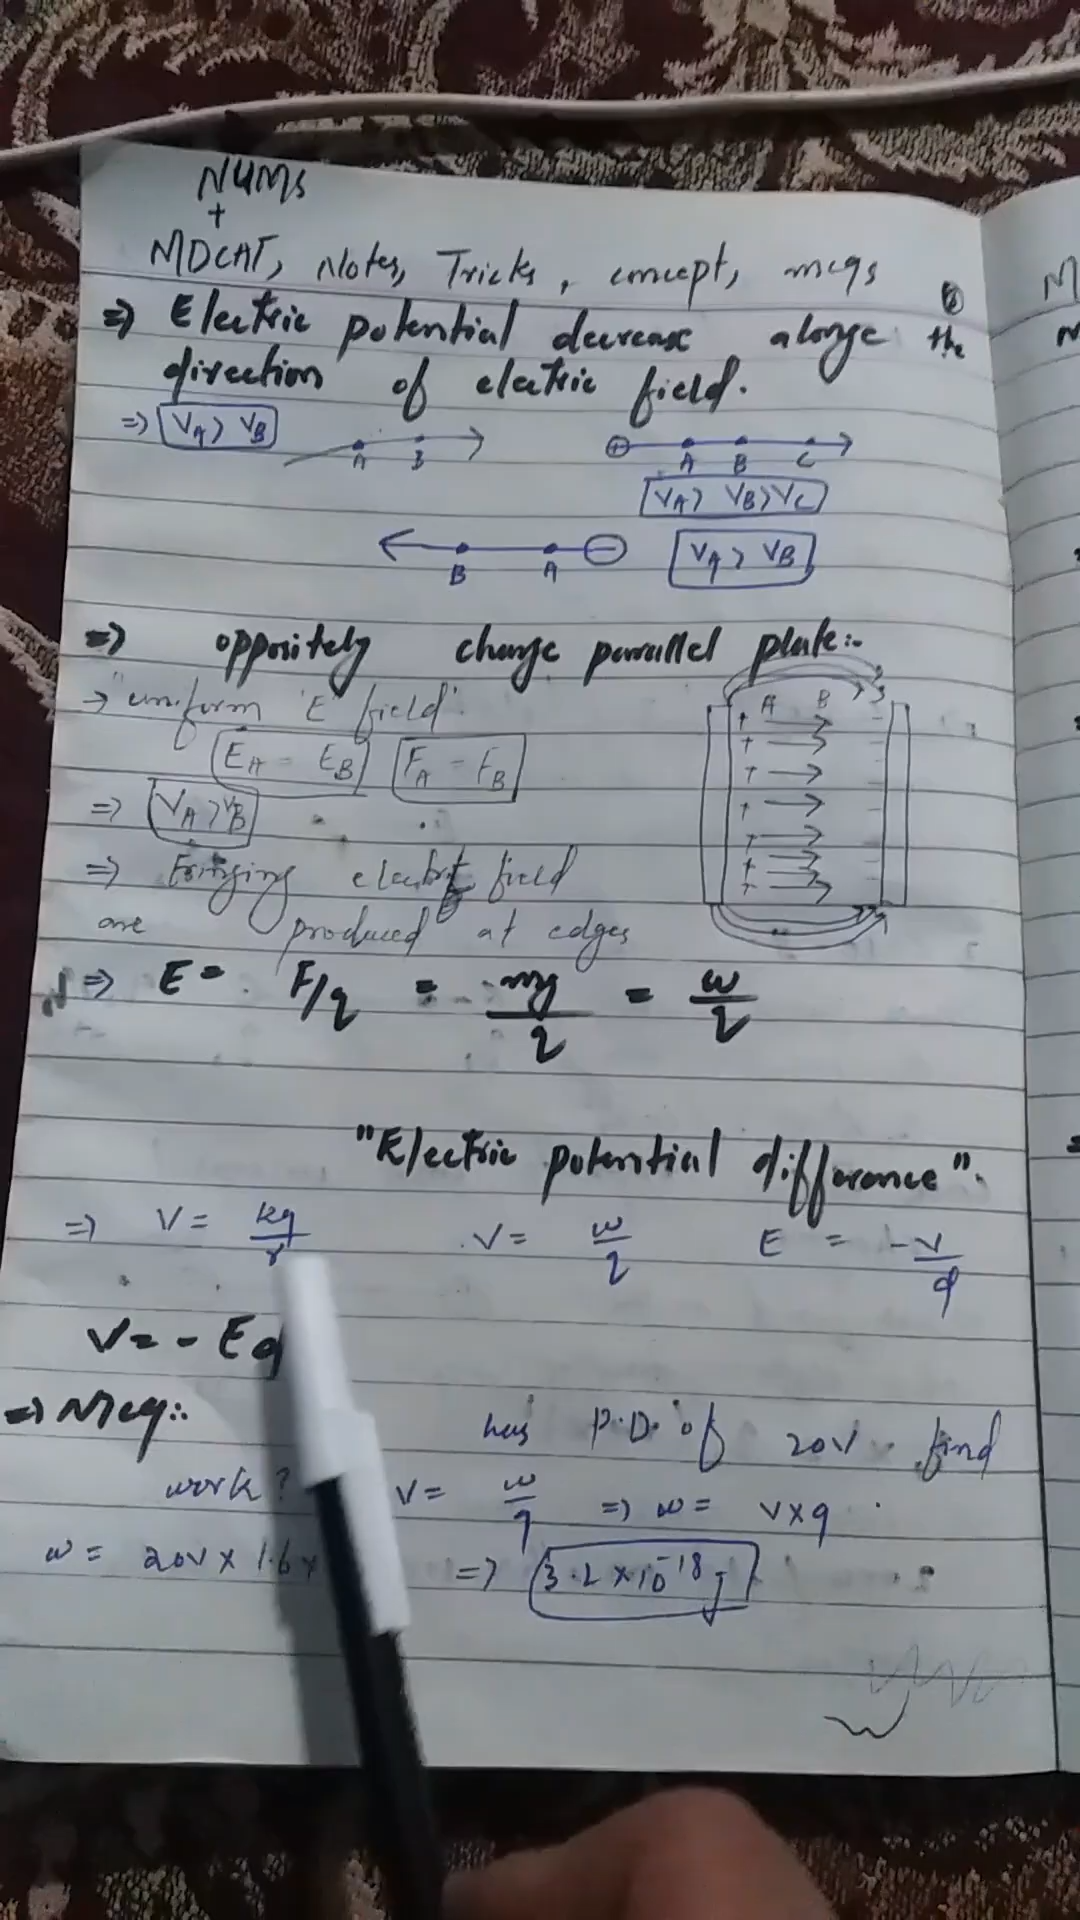 NUMS
+
MDCAT, Notes, Tricks, concept, mcqs
⇒ Electric potential decrease alonge the
direction of electric field.
⇒ VA > VB
A B
+ A B C
VA > VB > VC
B A −
VA > VB
⇒ oppositely charge parallel plate:-
→ "uniform 'E' field".
A B
EA = EB FA = FB
⇒ VA > VB
⇒ Fringing electric field
are produced at edges
⇒ E = F/q = mg/q = w/q
"Electric potential difference".
⇒ V = kq/r V = w/q E = -V/d
V = - Ed
⇒ Mcq:-
has P.D. of 20V. find
work? V = w/q ⇒ w = V×q
w = 20V × 1.6× ⇒ 3.2 × 10^-18 J